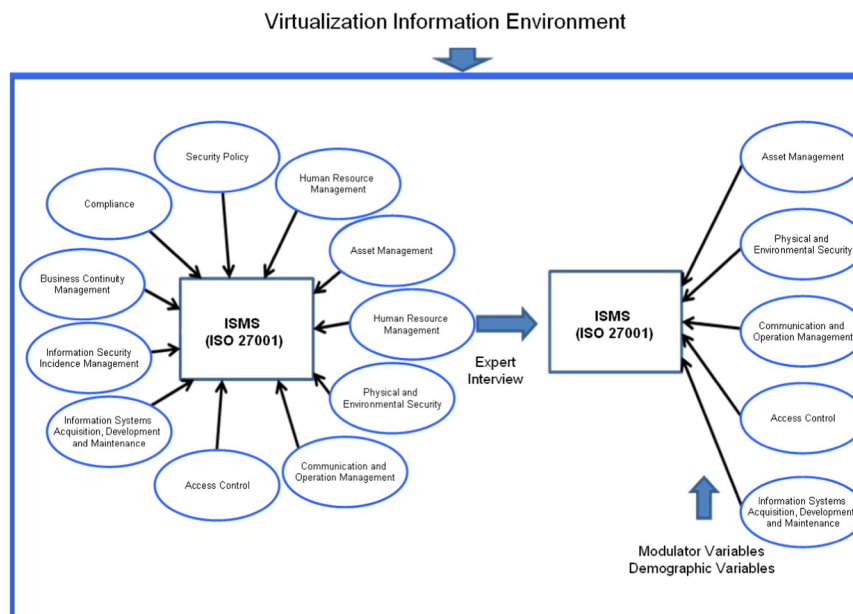 Virtualization Information Environment
Security Policy
Human Resource
Management
Compliance
Asset Management
Business Continuity
Management
ISMS
(ISO 27001)
Human Resource
Management
Information Security
Incidence Management
Physical and
Environmental Security
Information Systems
Acquisition, Development
and Maintenance
Communication and
Operation Management
Access Control
Expert
Interview
ISMS
(ISO 27001)
Asset Management
Physical and
Environmental Security
Communication and
Operation Management
Access Control
Information Systems
Acquisition, Development
and Maintenance
Modulator Variables
Demographic Variables